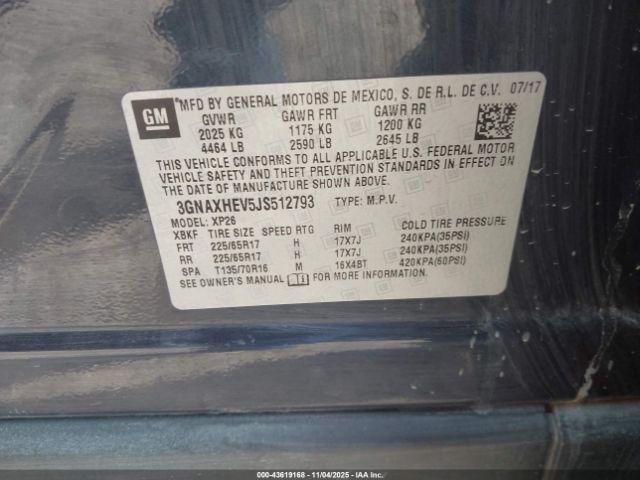 MFD BY GENERAL MOTORS DE MEXICO, S. DE R.L. DE C.V. 07/17
GM
GVWR GAWR FRT GAWR RR
2025 KG 1175 KG 1200 KG
4464 LB 2590 LB 2645 LB
THIS VEHICLE CONFORMS TO ALL APPLICABLE U.S. FEDERAL MOTOR
VEHICLE SAFETY AND THEFT PREVENTION STANDARDS IN EFFECT ON
THE DATE OF MANUFACTURE SHOWN ABOVE.
3GNAXHEV5JS512793 TYPE: M.P.V.
MODEL: XP26
XBKF TIRE SIZE SPEED RTG RIM COLD TIRE PRESSURE
FRT 225/65R17 H 17X7J 240KPA(35PSI)
RR 225/65R17 H 17X7J 240KPA(35PSI)
SPA T135/70R16 M 16X4BT 420KPA(60PSI)
SEE OWNER'S MANUAL FOR MORE INFORMATION.
000-43619168 11/04/2025 IAAI.COM